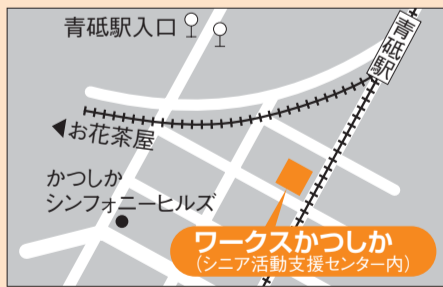 青砥駅入口
青砥駅
◀お花茶屋
かつしか
シンフォニーヒルズ
ワークスかつしか
(シニア活動支援センター内)